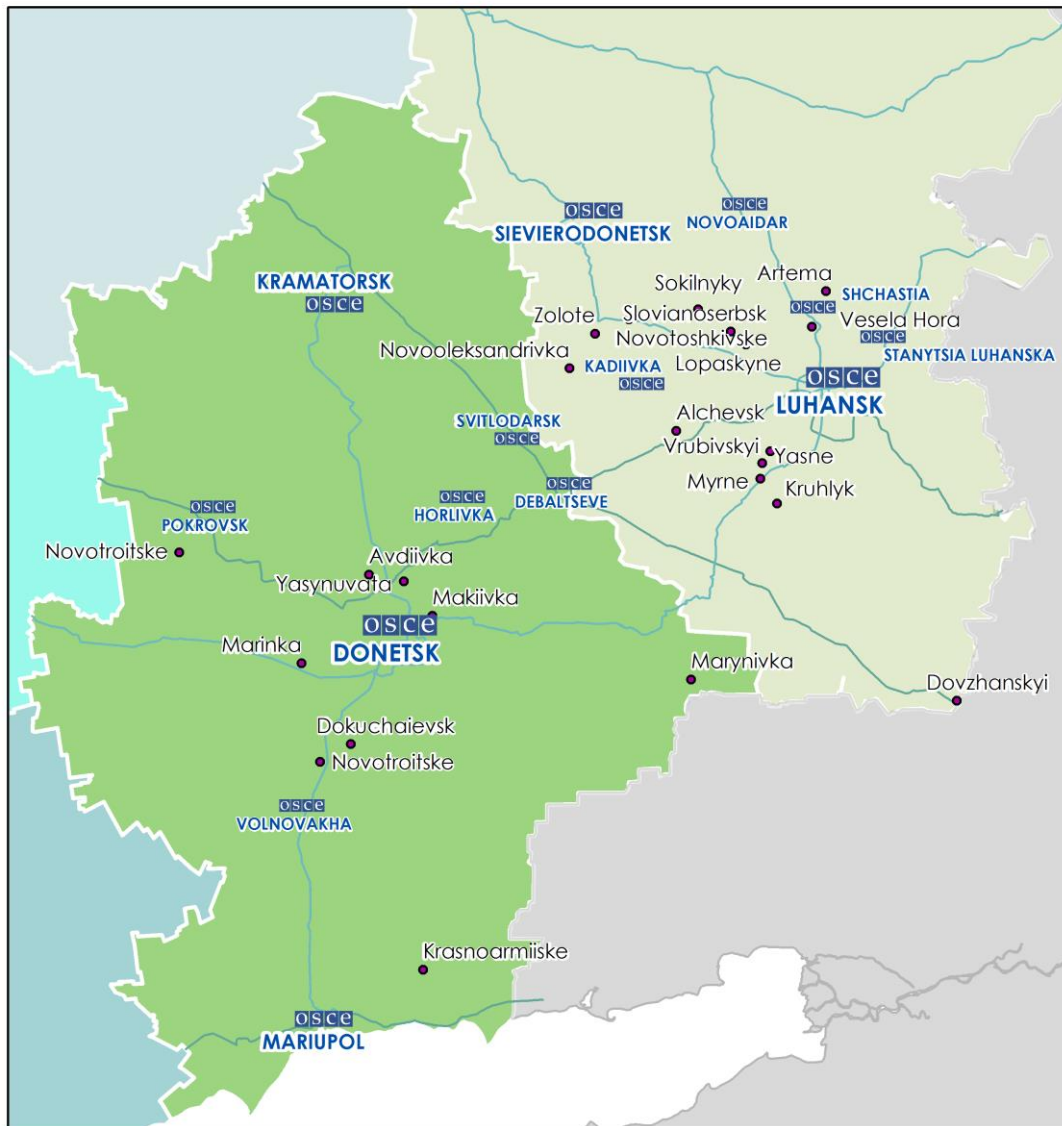 osce
NOVOAIDAR
osce
SIEVIERODONETSK
KRAMATORSK
osce
Sokilnyky
Artema
SHCHASTIA
osce
Zolote
Slovianoserbsk
Vesela Hora
Novotoshkivske
osce
STANYTSIA LUHANSKA
Novooleksandrivka
KADIIVKA
osce
Lopaskyne
osce
LUHANSK
SVITLODARSK
osce
Alchevsk
Vrubivskyi
Yasne
Myrne
Kruhlyk
osce
DEBALTSEVE
osce
HORLIVKA
osce
POKROVSK
Novotroitske
Avdiivka
Yasynuvata
Makiivka
osce
DONETSK
Marinka
Marynivka
Dovzhanskyi
Dokuchaievsk
Novotroitske
osce
VOLNOVAKHA
Krasnoarmiiske
osce
MARIUPOL